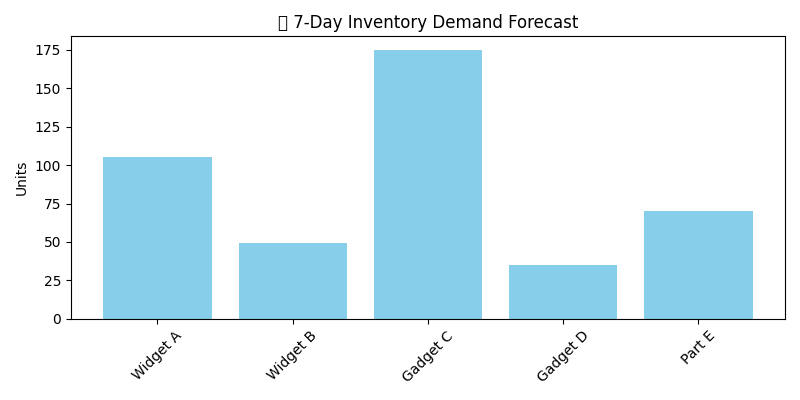 7-Day Inventory Demand Forecast
Units
175
150
125
100
75
50
25
0
Widget A
Widget B
Gadget C
Gadget D
Part E